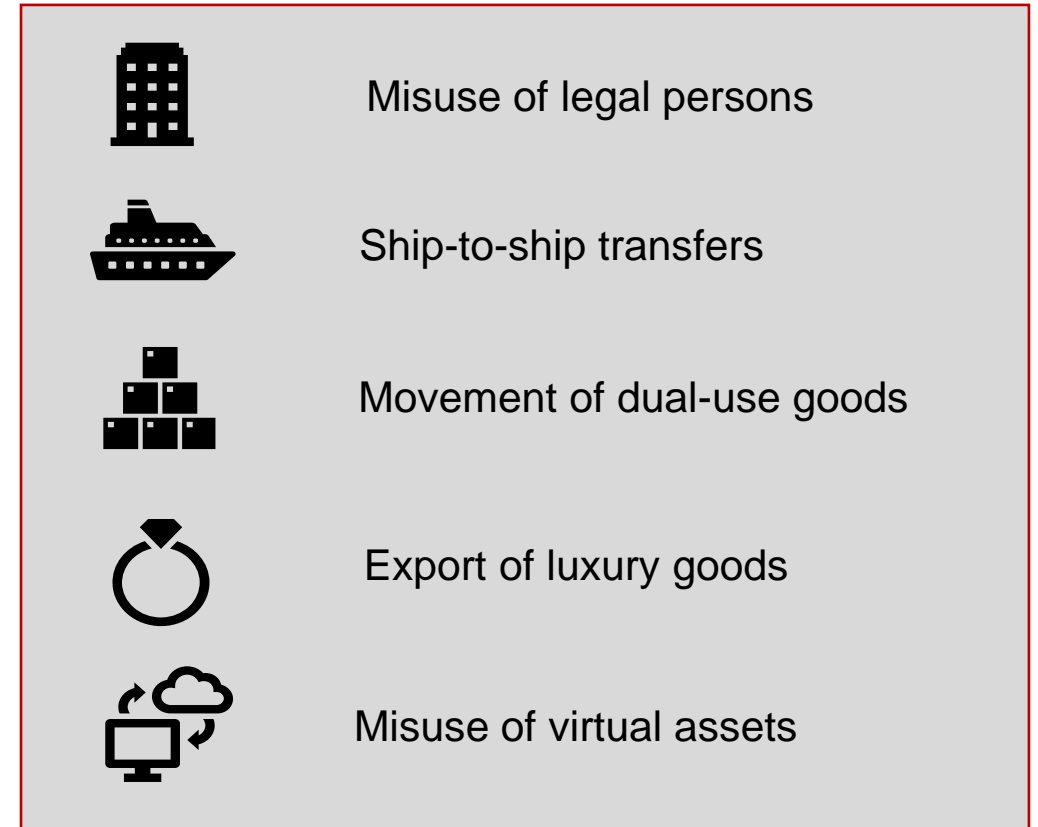 Misuse of legal persons
Ship-to-ship transfers
Movement of dual-use goods
Export of luxury goods
Misuse of virtual assets